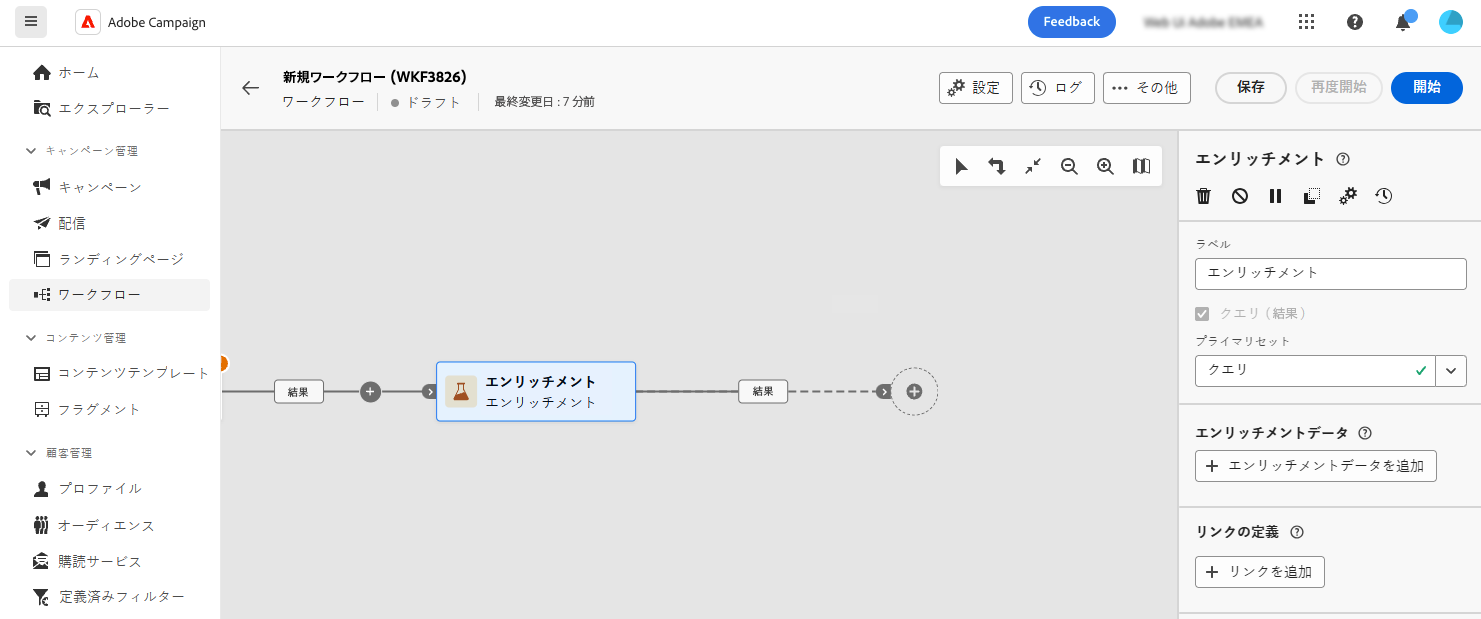 Adobe Campaign
Feedback
ホーム
エクスプローラー
キャンペーン管理
キャンペーン
配信
ランディングページ
ワークフロー
コンテンツ管理
コンテンツテンプレート
フラグメント
顧客管理
プロファイル
オーディエンス
購読サービス
定義済みフィルター
新規ワークフロー (WKF3826)
ワークフロー ドラフト 最終変更日 : 7 分前
設定 ログ その他 保存 再度開始 開始
結果 エンリッチメント
エンリッチメント 結果
エンリッチメント
ラベル
エンリッチメント
クエリ ( 結果 )
プライマリセット
クエリ
エンリッチメントデータ
エンリッチメントデータを追加
リンクの定義
リンクを追加